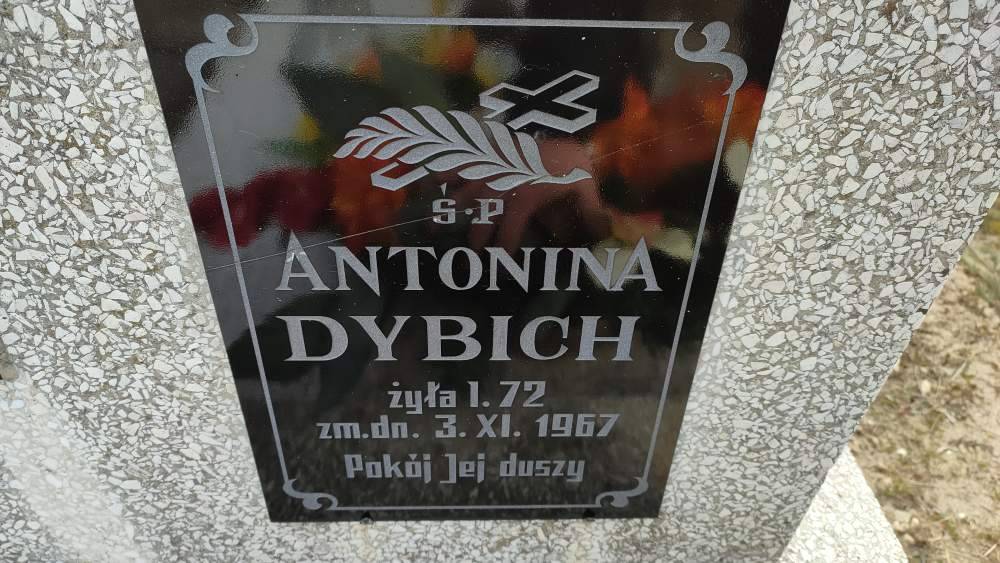 Ś.P
ANTONINA
DYBICH
żyła l. 72
zm.dn. 3. XI. 1967
Pokój Jej duszy